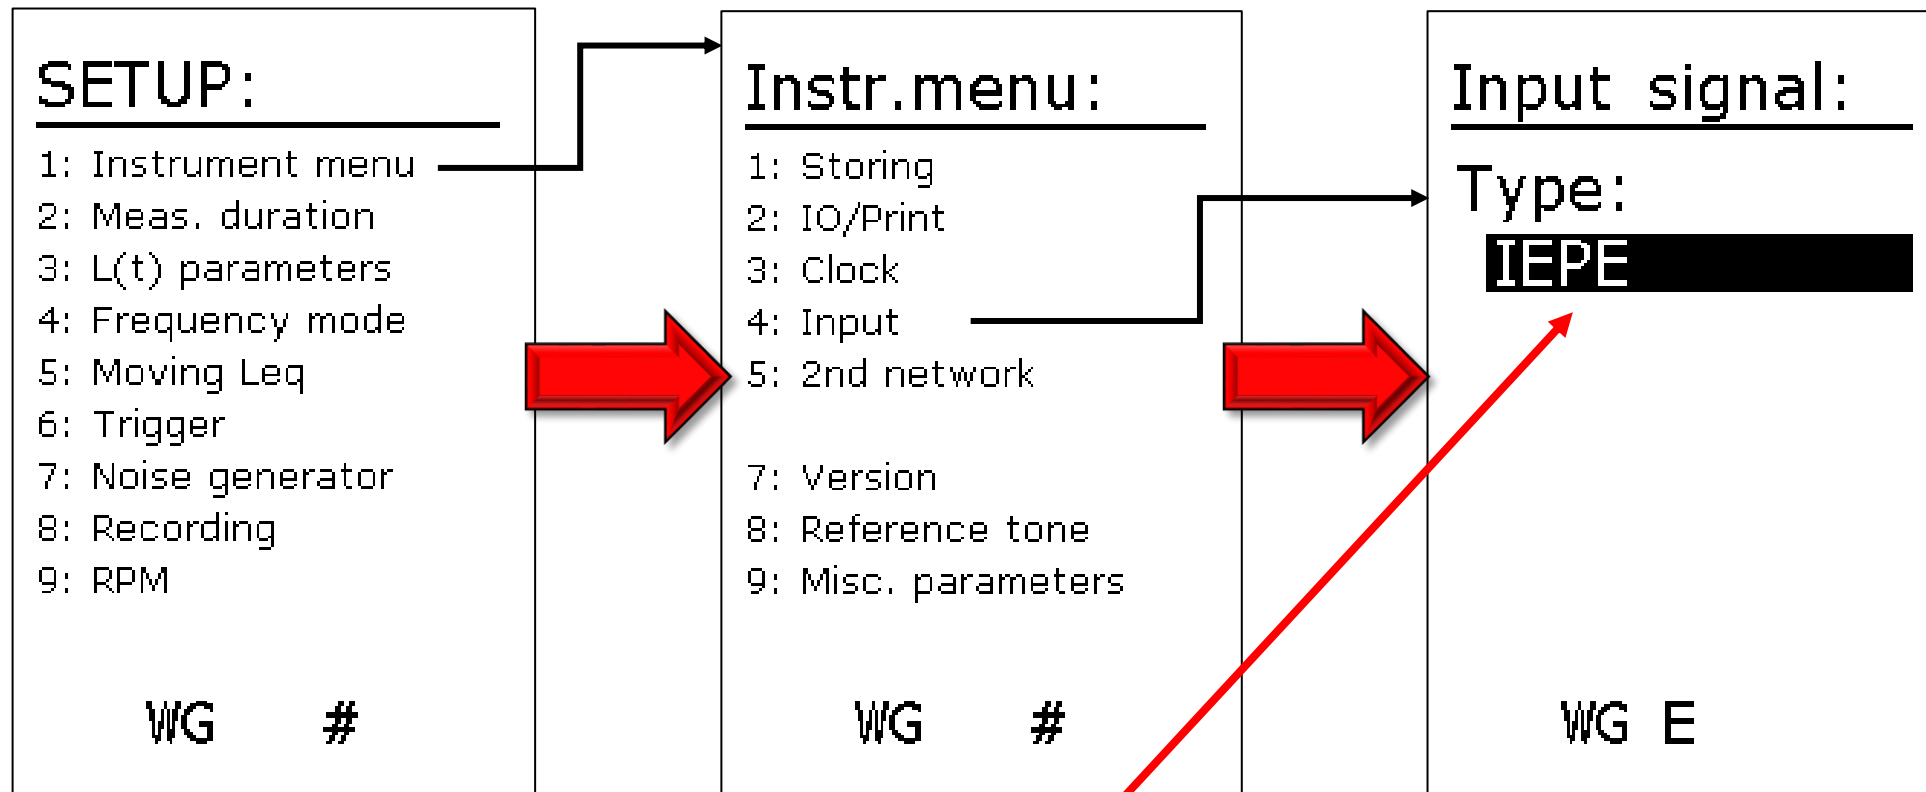 SETUP:
1: Instrument menu
2: Meas. duration
3: L(t) parameters
4: Frequency mode
5: Moving Leq
6: Trigger
7: Noise generator
8: Recording
9: RPM
WG #
Instr.menu:
1: Storing
2: IO/Print
3: Clock
4: Input
5: 2nd network
7: Version
8: Reference tone
9: Misc. parameters
WG #
Input signal:
Type:
IEPE
WG E